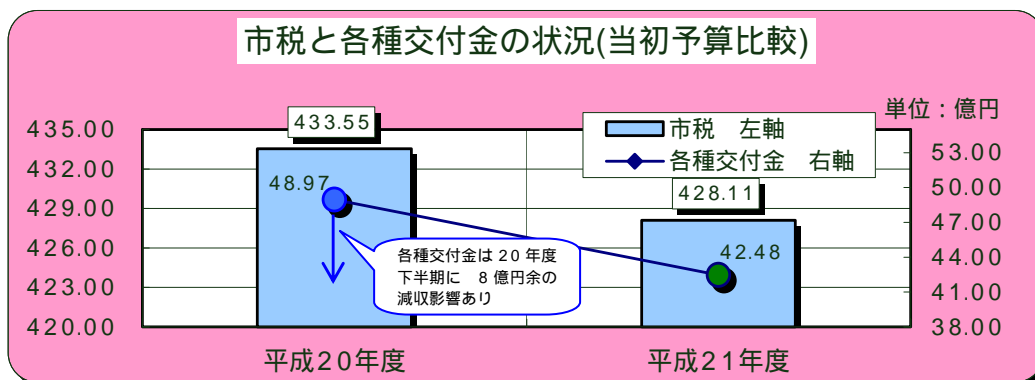 市税と各種交付金の状況(当初予算比較)
単位：億円
435.00
432.00
429.00
426.00
423.00
420.00
433.55
48.97
各種交付金は20年度
下半期に 8億円余の
減収影響あり
市税 左軸
各種交付金 右軸
428.11
42.48
53.00
50.00
47.00
44.00
41.00
38.00
平成20年度
平成21年度